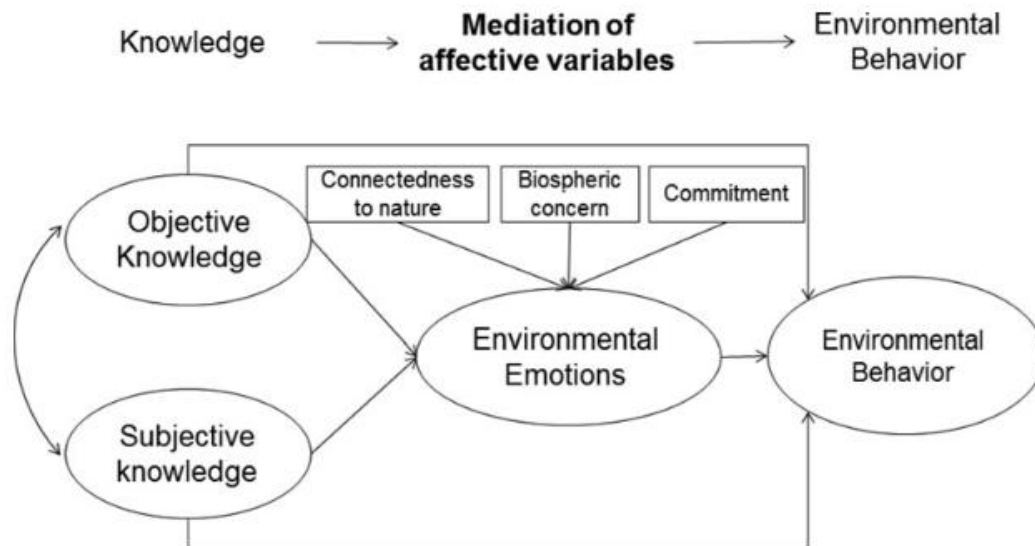 Knowledge
Mediation of
affective variables
Environmental
Behavior
Connectedness
to nature
Biospheric
concern
Commitment
Objective
Knowledge
Environmental
Emotions
Environmental
Behavior
Subjective
knowledge